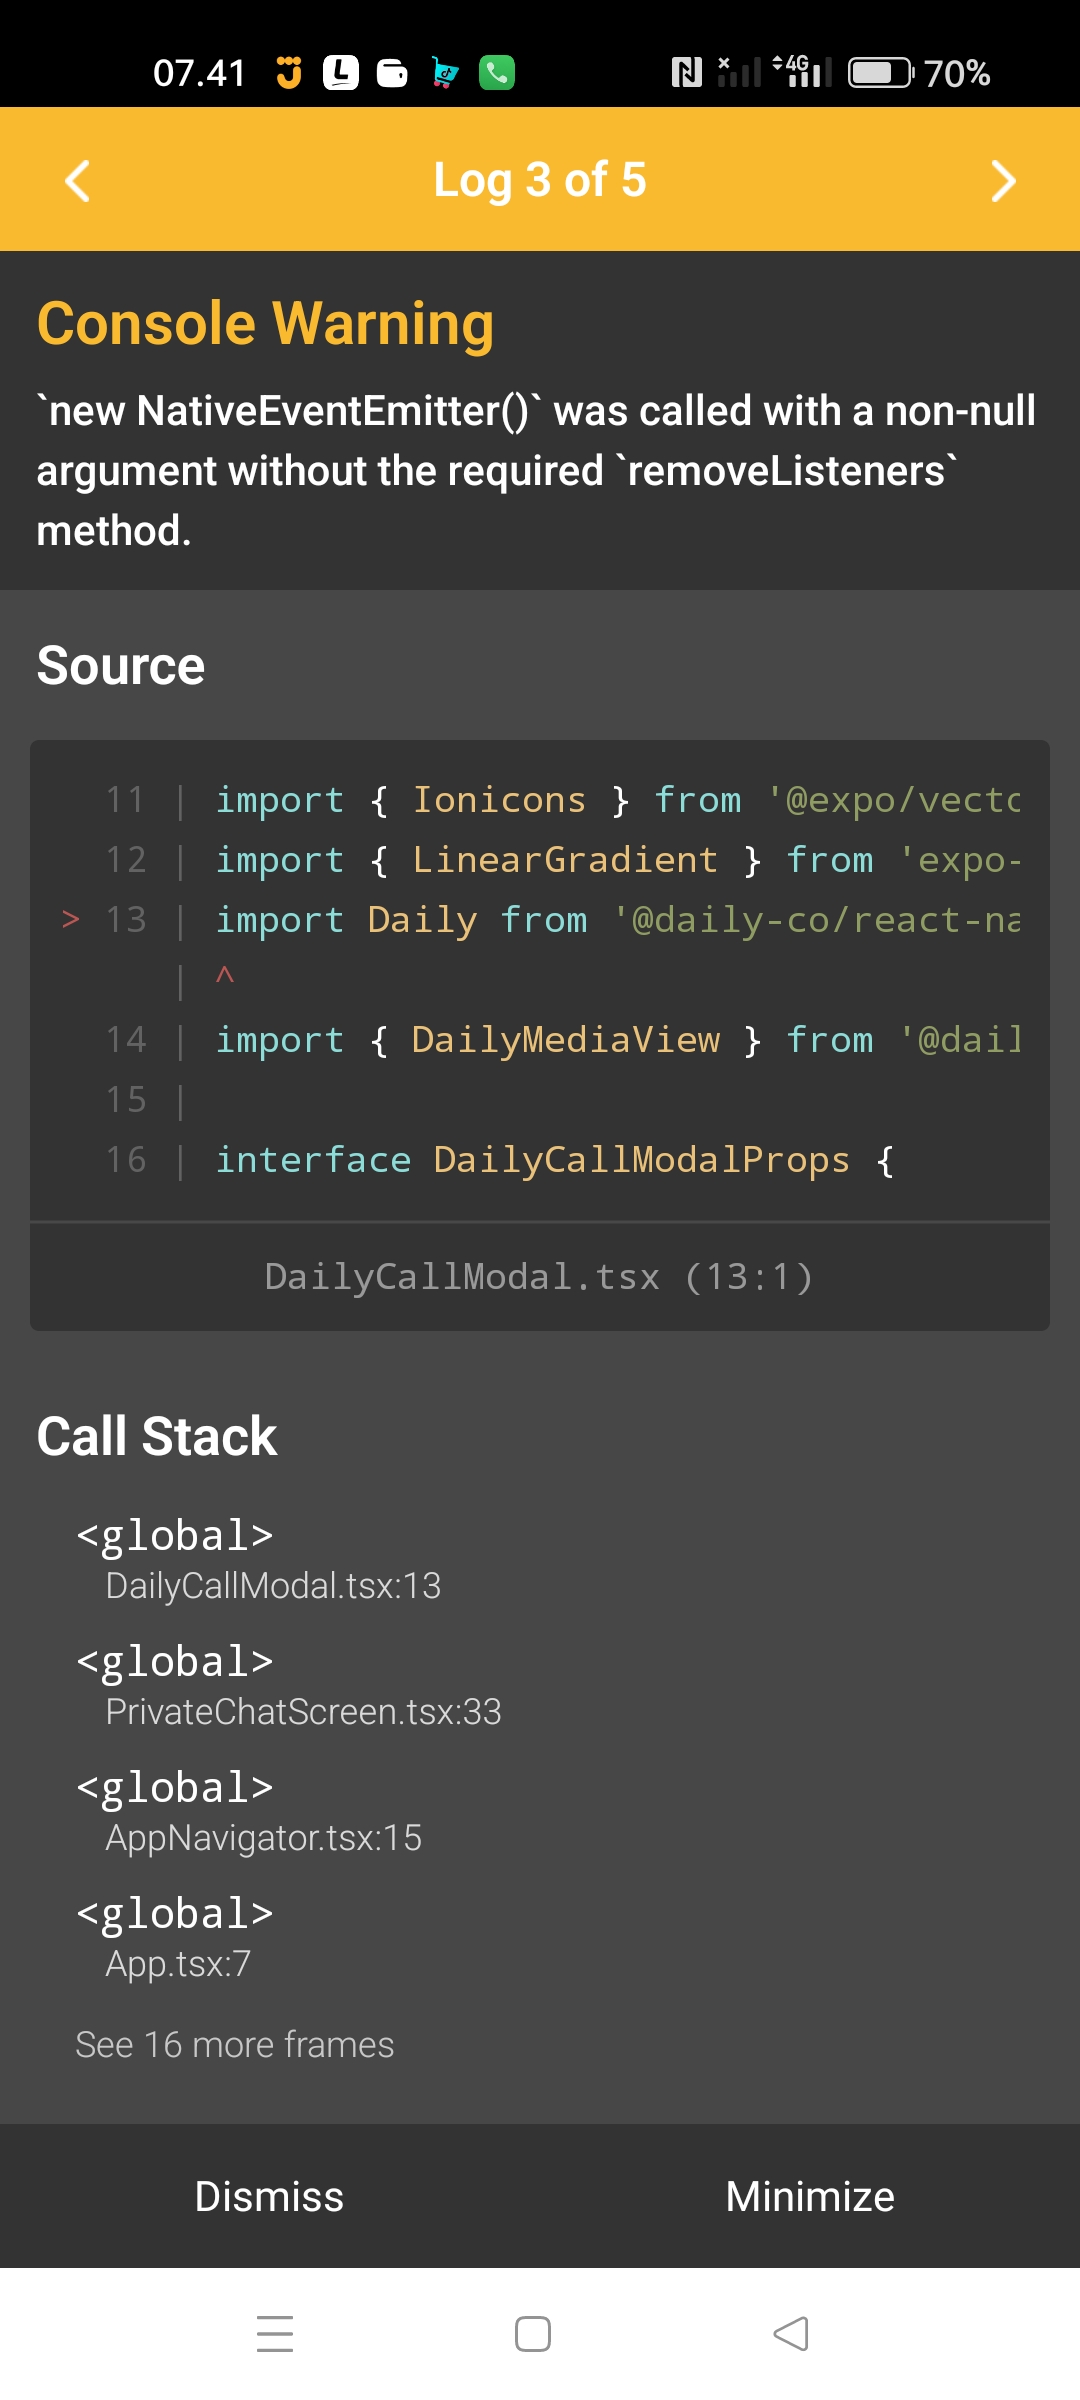 07.41
4G
70%
Log 3 of 5
Console Warning
`new NativeEventEmitter()` was called with a non-null
argument without the required `removeListeners`
method.
Source
11 | import { Ionicons } from '@expo/vecto
12 | import { LinearGradient } from 'expo-
> 13 | import Daily from '@daily-co/react-na
| ^
14 | import { DailyMediaView } from '@dail
15 |
16 | interface DailyCallModalProps {
DailyCallModal.tsx (13:1)
Call Stack
<global>
DailyCallModal.tsx:13
<global>
PrivateChatScreen.tsx:33
<global>
AppNavigator.tsx:15
<global>
App.tsx:7
See 16 more frames
Dismiss Minimize